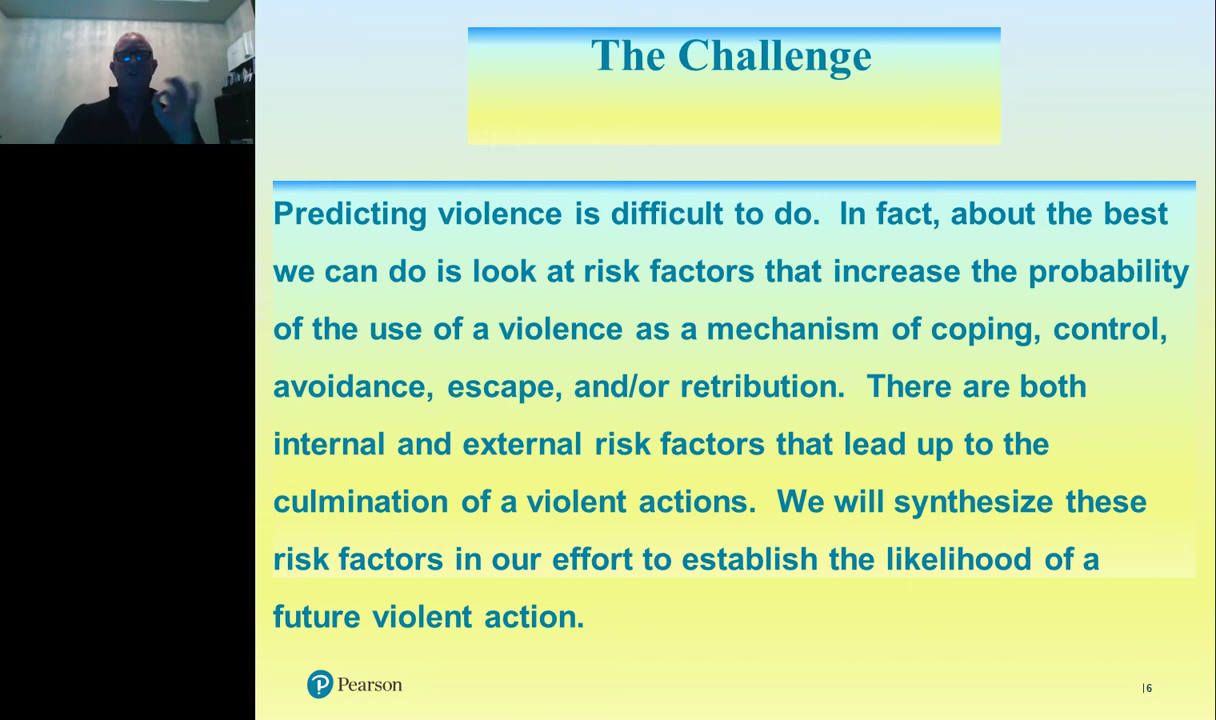 The Challenge
Predicting violence is difficult to do.  In fact, about the best
we can do is look at risk factors that increase the probability
of the use of a violence as a mechanism of coping, control,
avoidance, escape, and/or retribution.  There are both
internal and external risk factors that lead up to the
culmination of a violent actions.  We will synthesize these
risk factors in our effort to establish the likelihood of a
future violent action.
Pearson
|6